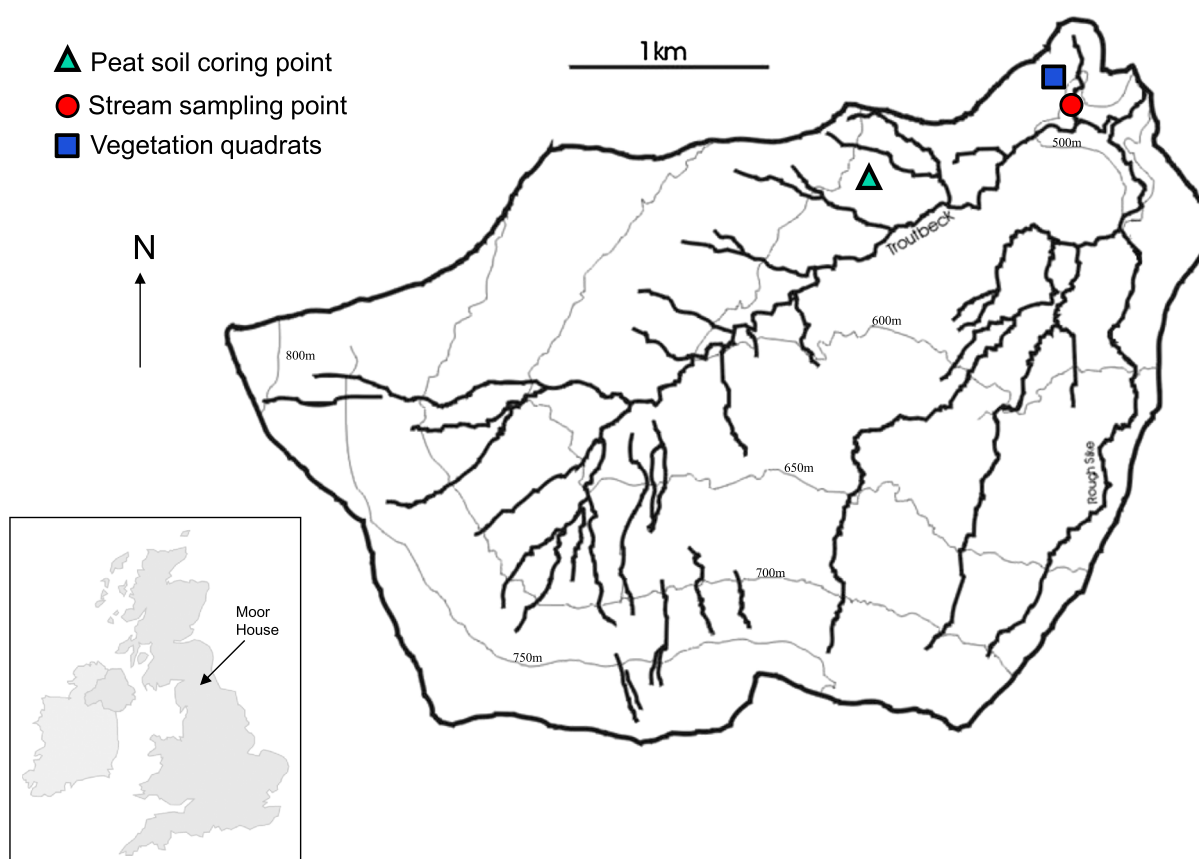 1km
Peat soil coring point
Stream sampling point
Vegetation quadrats
500m
N
Troutbeck
600m
800m
650m
Rough Sike
700m
Moor
House
750m